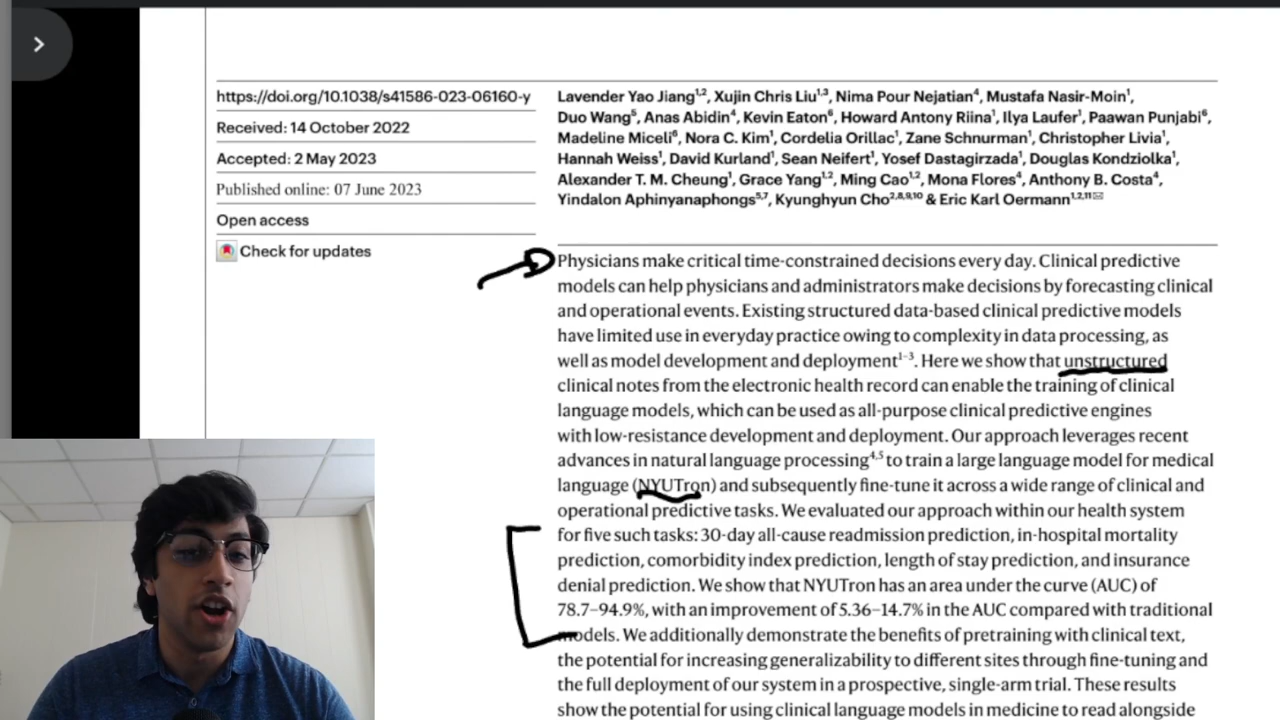 https://doi.org/10.1038/s41586-023-06160-y
Received: 14 October 2022
Accepted: 2 May 2023
Published online: 07 June 2023
Open access
Check for updates
Lavender Yao Jiang1,2, Xujin Chris Liu1,3, Nima Pour Nejatian4, Mustafa Nasir-Moin1,
Duo Wang5, Anas Abidin4, Kevin Eaton6, Howard Antony Riina1, Ilya Laufer1, Paawan Punjabi6,
Madeline Miceli6, Nora C. Kim1, Cordelia Orillac1, Zane Schnurman1, Christopher Livia1,
Hannah Weiss1, David Kurland1, Sean Neifert1, Yosef Dastagirzada1, Douglas Kondziolka1,
Alexander T. M. Cheung1, Grace Yang1,2, Ming Cao1,2, Mona Flores4, Anthony B. Costa4,
Yindalon Aphinyanaphongs5,7, Kyunghyun Cho2,8,9,10 & Eric Karl Oermann1,2,11✉
Physicians make critical time-constrained decisions every day. Clinical predictive
models can help physicians and administrators make decisions by forecasting clinical
and operational events. Existing structured data-based clinical predictive models
have limited use in everyday practice owing to complexity in data processing, as
well as model development and deployment1–3. Here we show that unstructured
clinical notes from the electronic health record can enable the training of clinical
language models, which can be used as all-purpose clinical predictive engines
with low-resistance development and deployment. Our approach leverages recent
advances in natural language processing4,5 to train a large language model for medical
language (NYUTron) and subsequently fine-tune it across a wide range of clinical and
operational predictive tasks. We evaluated our approach within our health system
for five such tasks: 30-day all-cause readmission prediction, in-hospital mortality
prediction, comorbidity index prediction, length of stay prediction, and insurance
denial prediction. We show that NYUTron has an area under the curve (AUC) of
78.7–94.9%, with an improvement of 5.36–14.7% in the AUC compared with traditional
models. We additionally demonstrate the benefits of pretraining with clinical text,
the potential for increasing generalizability to different sites through fine-tuning and
the full deployment of our system in a prospective, single-arm trial. These results
show the potential for using clinical language models in medicine to read alongside